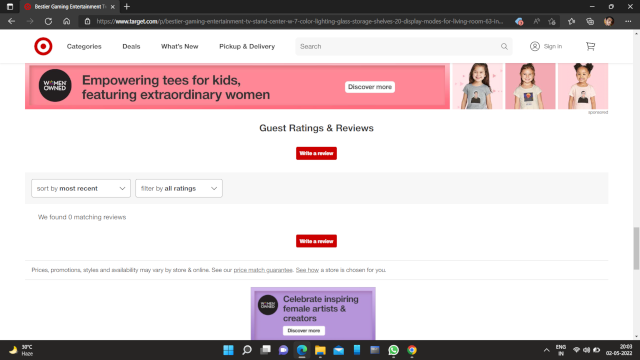 Bestier Gaming Entertainment T
https://www.target.com/p/bestier-gaming-entertainment-tv-stand-center-w-7-color-lighting-glass-storage-shelves-20-display-modes-for-living-room-63-in...
Categories Deals What's New Pickup & Delivery Search Sign in
WOMEN OWNED
Empowering tees for kids,
featuring extraordinary women
Discover more
sponsored
Guest Ratings & Reviews
Write a review
sort by most recent filter by all ratings
We found 0 matching reviews
Write a review
Prices, promotions, styles and availability may vary by store & online. See our price match guarantee. See how a store is chosen for you.
WOMEN OWNED
Celebrate inspiring
female artists &
creators
Discover more
30°C
Haze
ENG
IN
20:03
02-05-2022